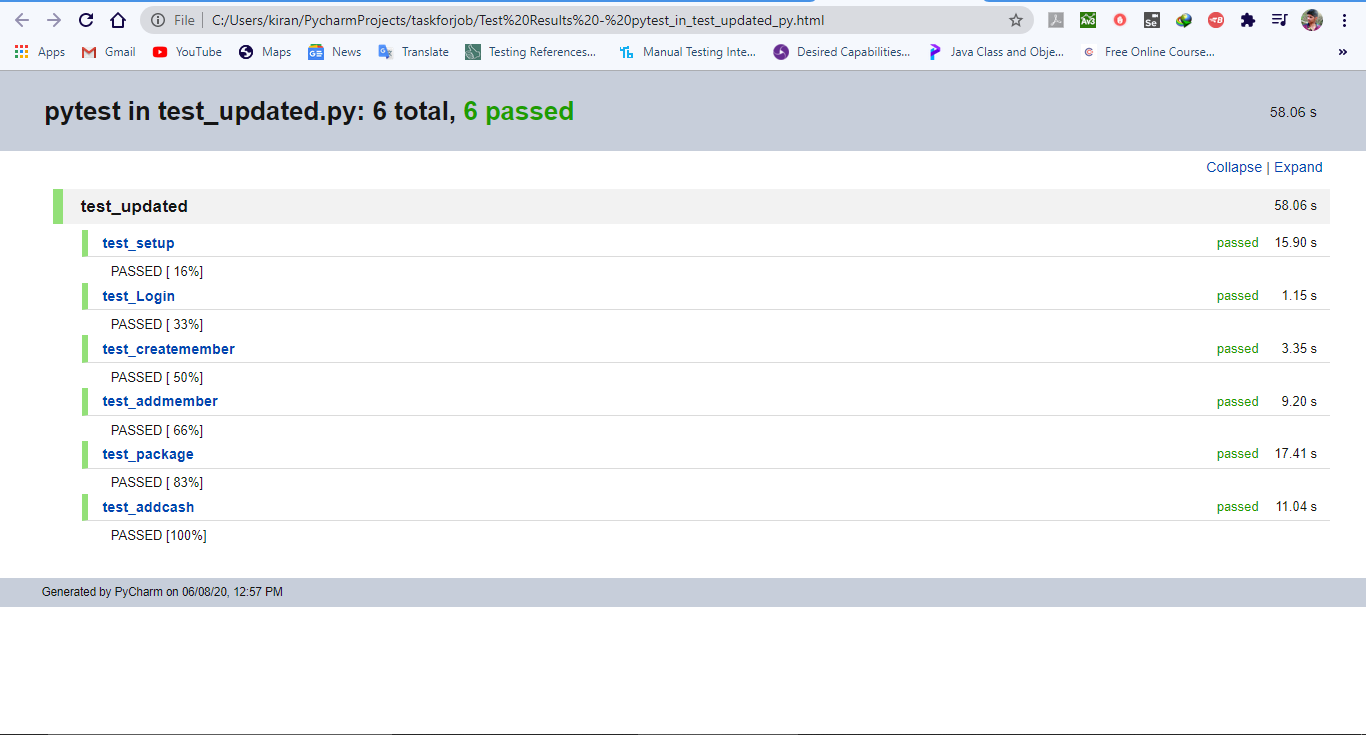 File C:/Users/kiran/PycharmProjects/taskforjob/Test%20Results%20-%20pytest_in_test_updated_py.html
Apps Gmail YouTube Maps News Translate Testing References... Manual Testing Inte... Desired Capabilities... Java Class and Obje... Free Online Course... »
pytest in test_updated.py: 6 total, 6 passed 58.06 s
Collapse | Expand
test_updated 58.06 s
test_setup passed 15.90 s
PASSED [ 16%]
test_Login passed 1.15 s
PASSED [ 33%]
test_createmember passed 3.35 s
PASSED [ 50%]
test_addmember passed 9.20 s
PASSED [ 66%]
test_package passed 17.41 s
PASSED [ 83%]
test_addcash passed 11.04 s
PASSED [100%]
Generated by PyCharm on 06/08/20, 12:57 PM